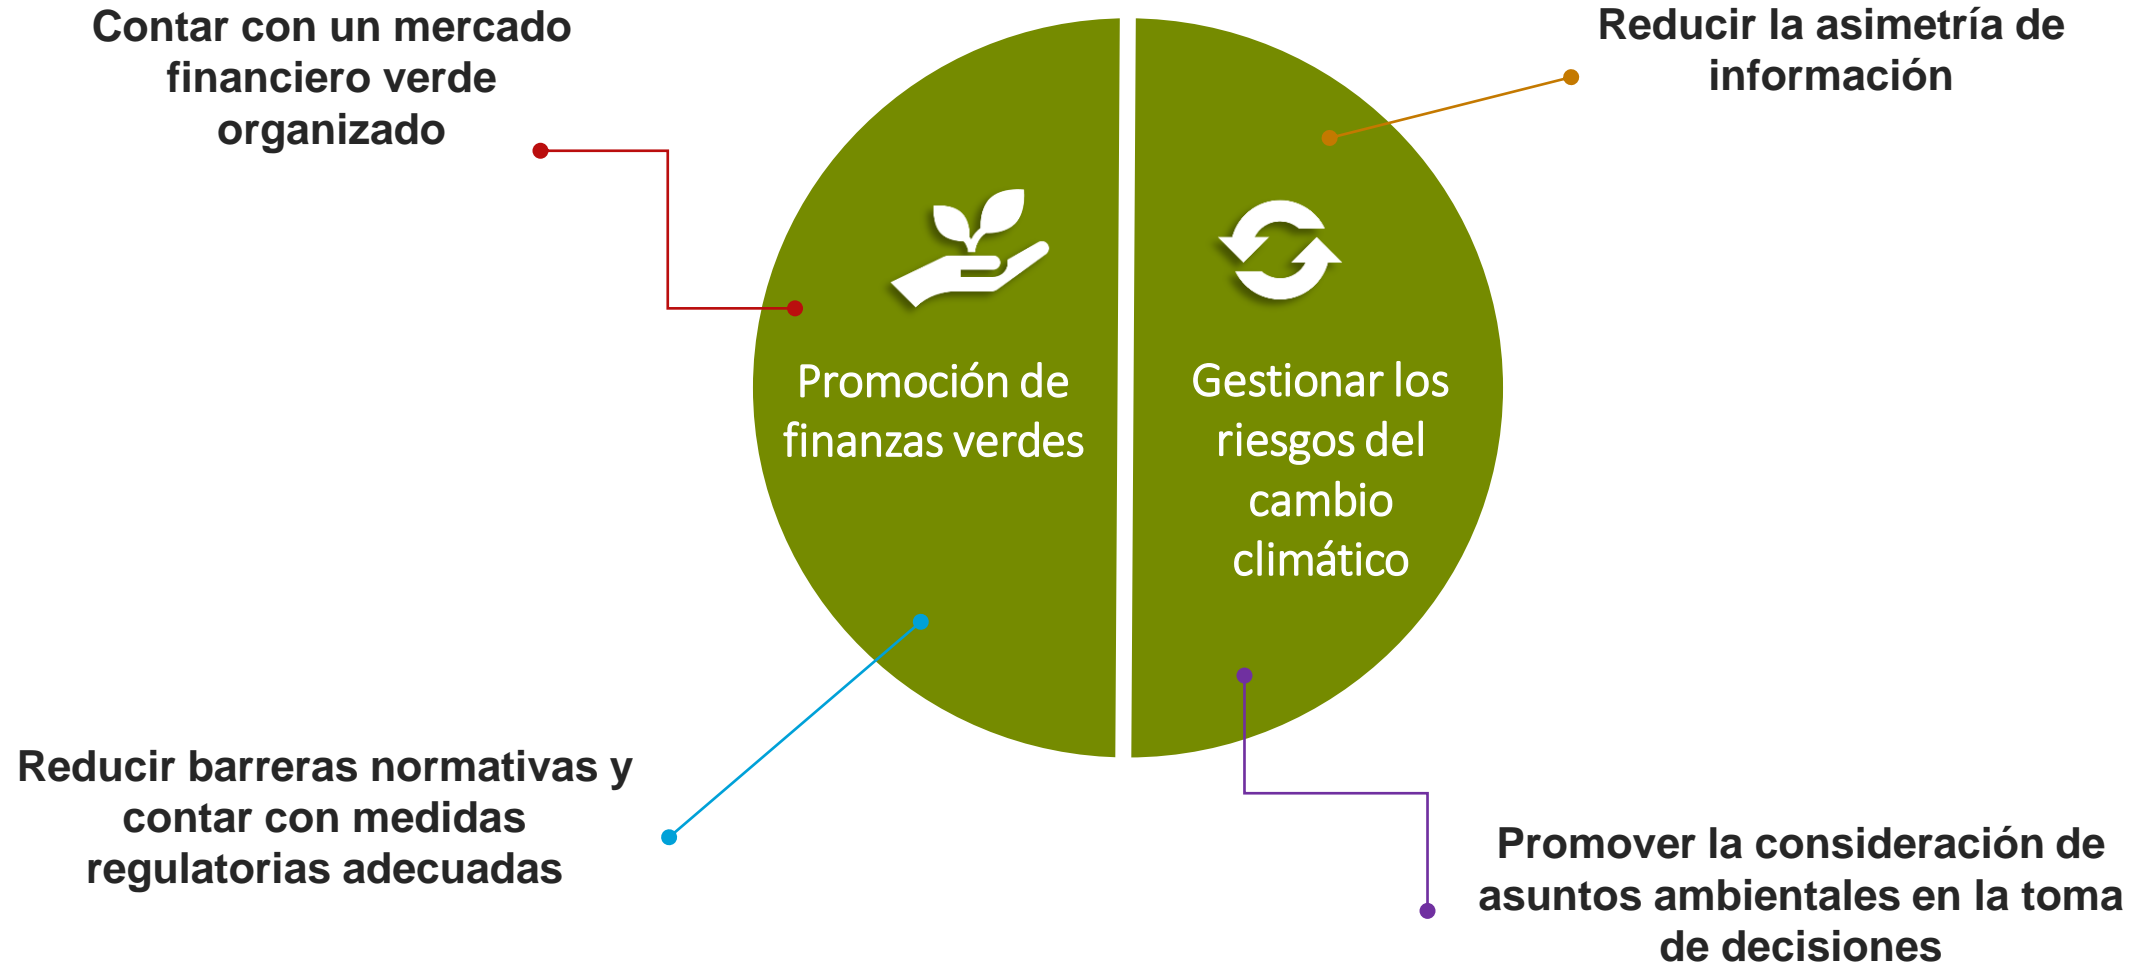 Contar con un mercado
financiero verde
organizado
Reducir la asimetría de
información
Promoción de
finanzas verdes
Gestionar los
riesgos del
cambio
climático
Reducir barreras normativas y
contar con medidas
regulatorias adecuadas
Promover la consideración de
asuntos ambientales en la toma
de decisiones